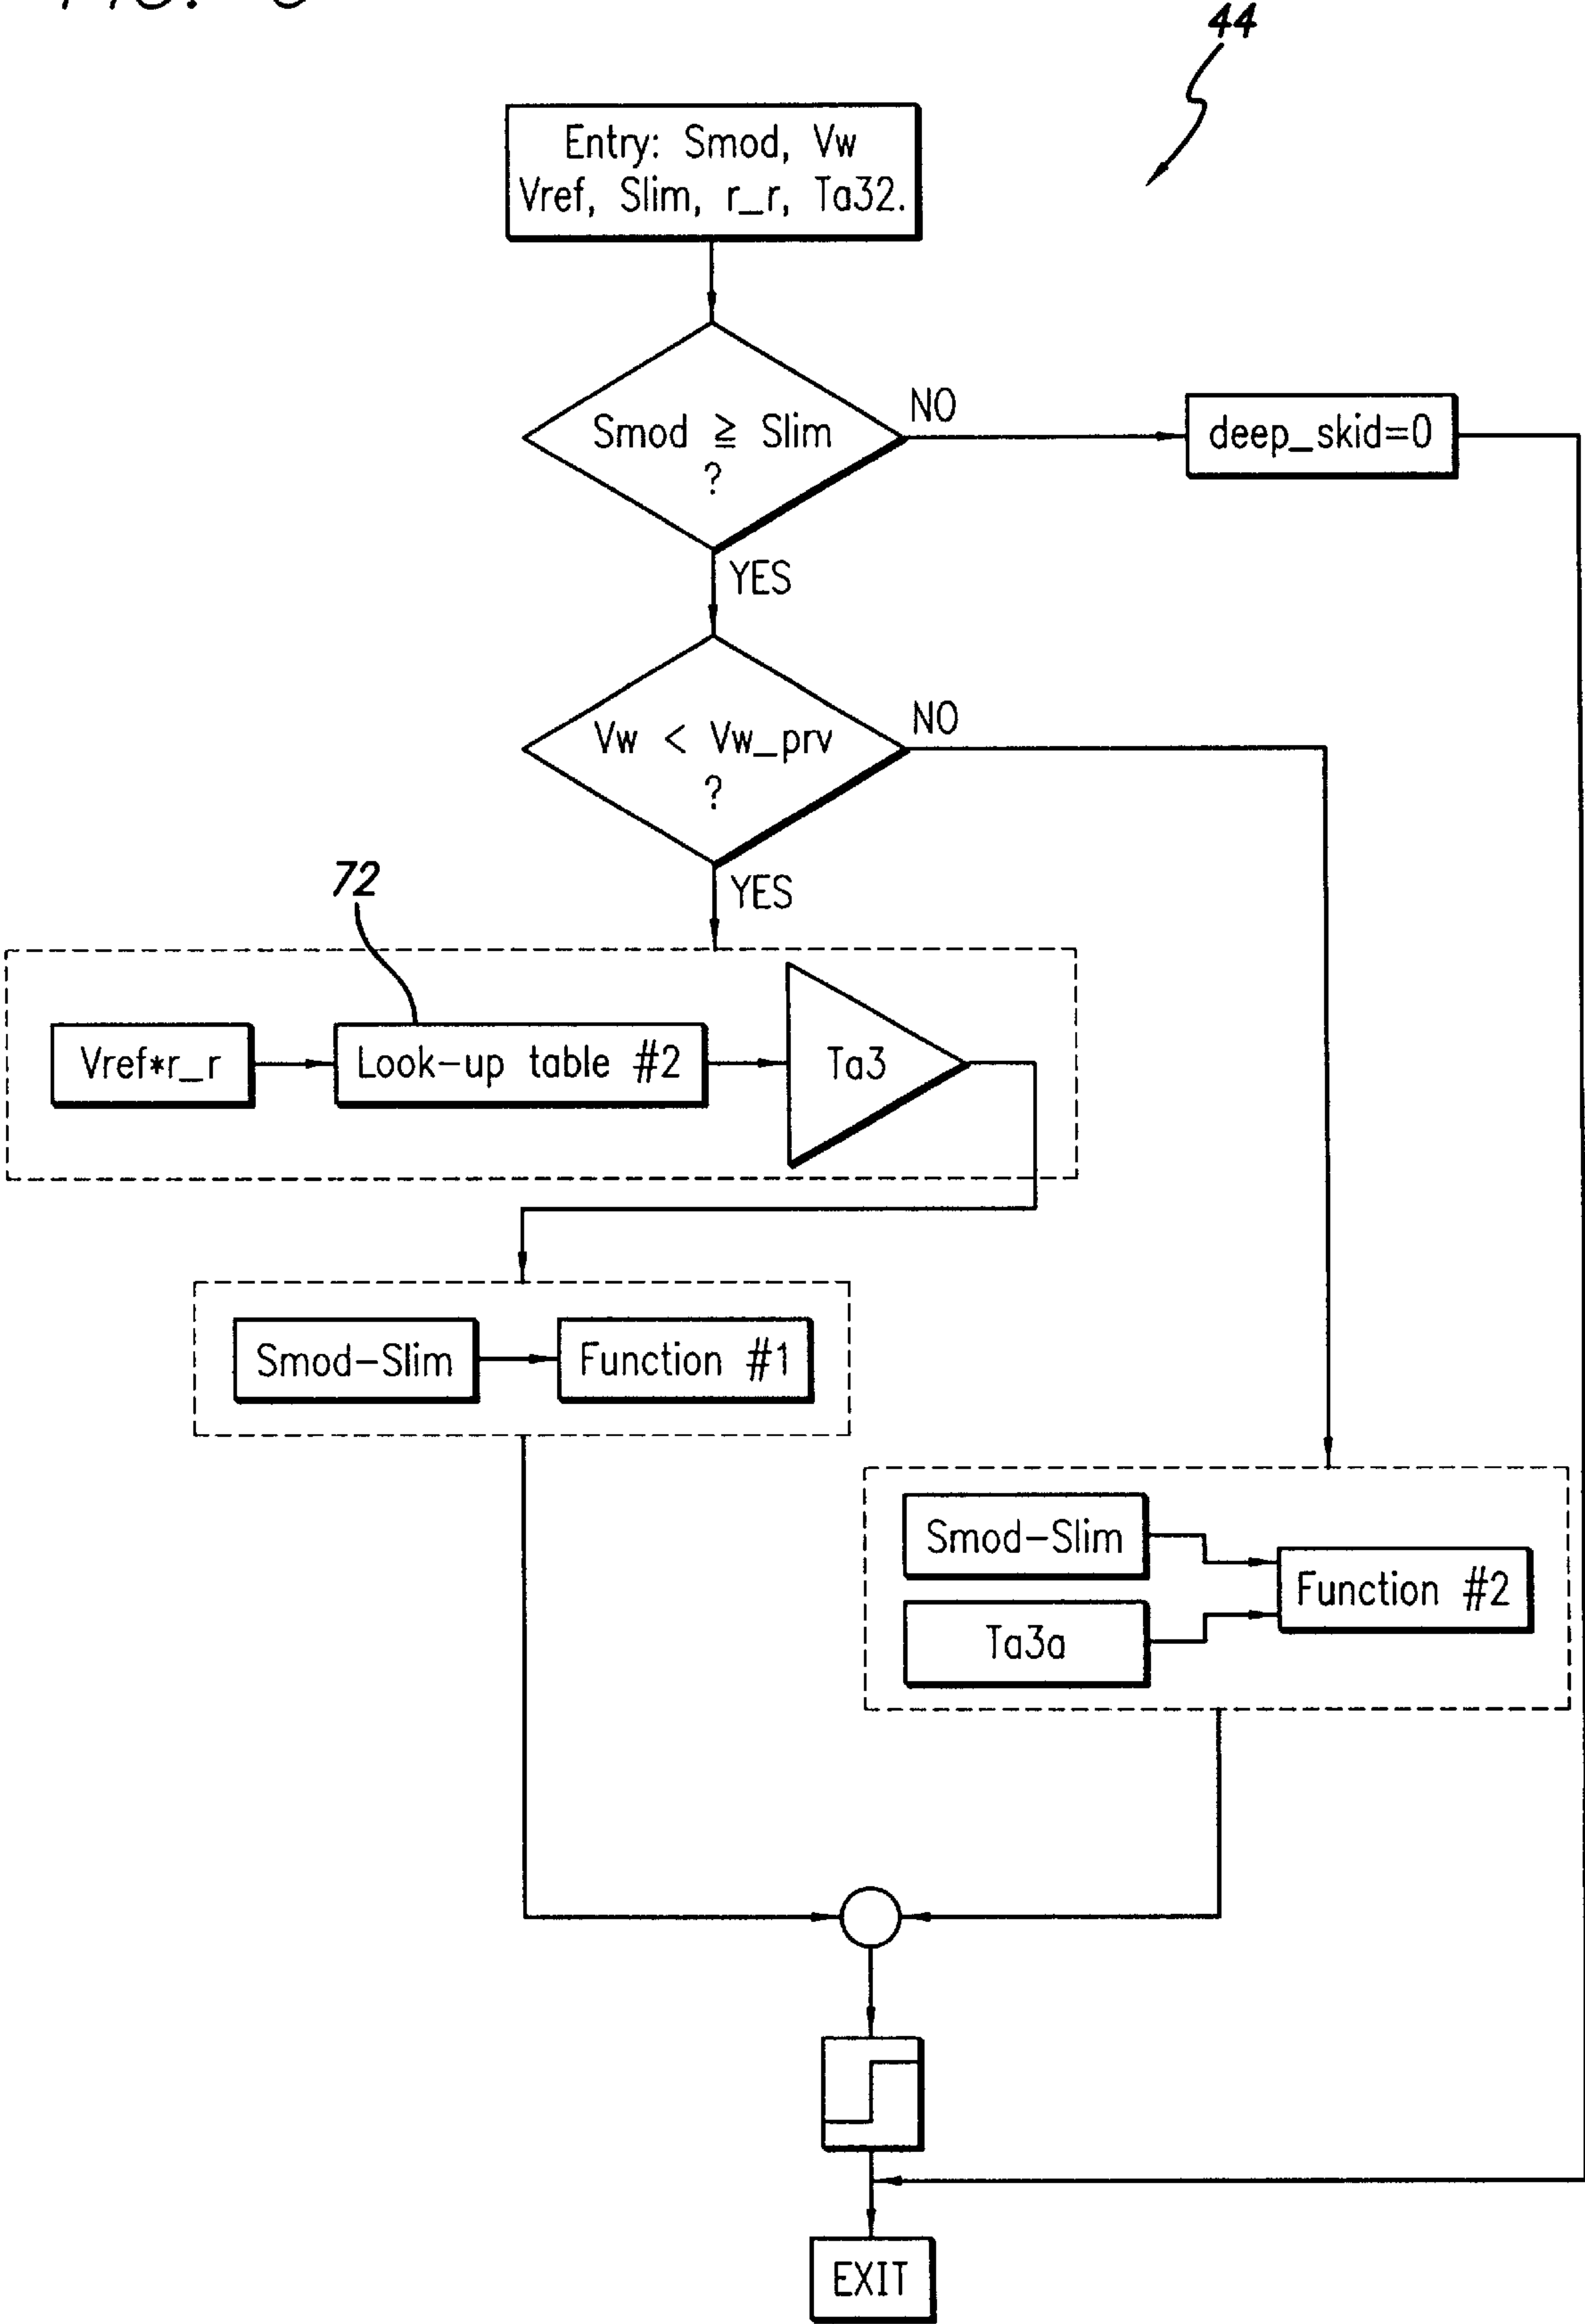 44
Entry: Smod, Vw
Vref, Slim, r_r, Ta32.
Smod ≧ Slim
?
NO
deep_skid=0
YES
Vw < Vw_prv
?
NO
YES
72
Vref*r_r
Look-up table #2
Ta3
Smod-Slim
Function #1
Smod-Slim
Function #2
Ta3a
EXIT